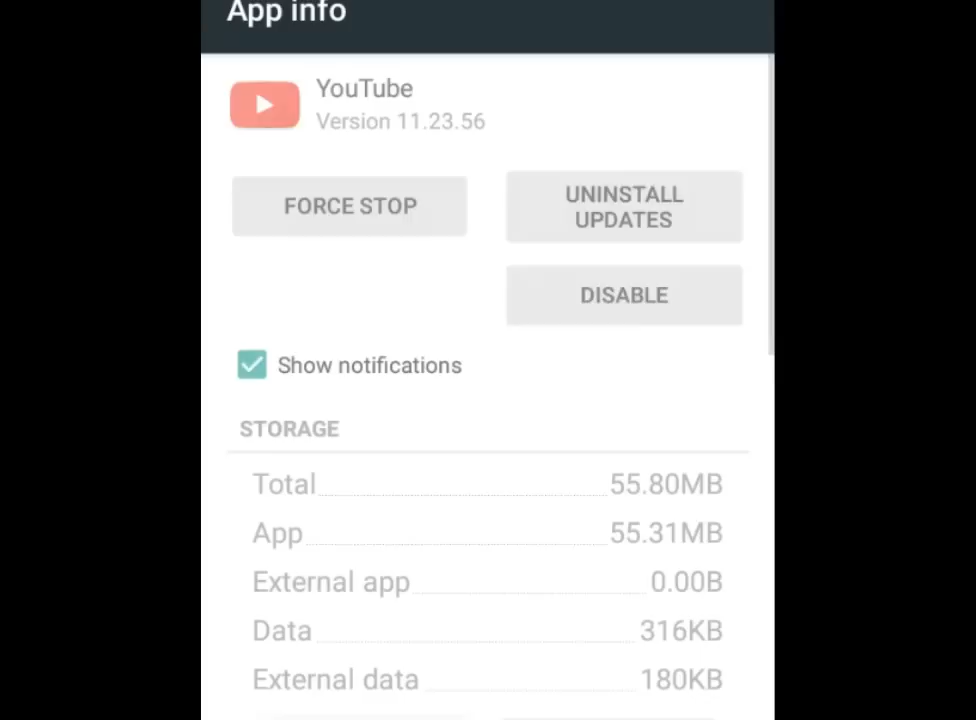 App info
YouTube
Version 11.23.56
FORCE STOP
UNINSTALL
UPDATES
DISABLE
Show notifications
STORAGE
Total 55.80MB
App 55.31MB
External app 0.00B
Data 316KB
External data 180KB